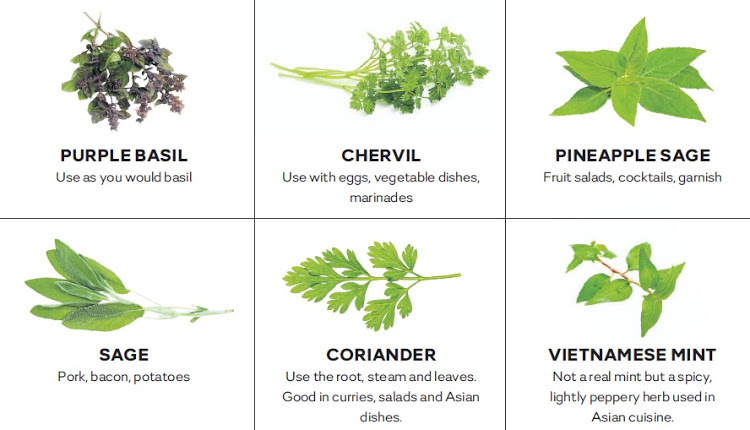 PURPLE BASIL
Use as you would basil
CHERVIL
Use with eggs, vegetable dishes,
marinades
PINEAPPLE SAGE
Fruit salads, cocktails, garnish
SAGE
Pork, bacon, potatoes
CORIANDER
Use the root, steam and leaves.
Good in curries, salads and Asian
dishes.
VIETNAMESE MINT
Not a real mint but a spicy,
lightly peppery herb used in
Asian cuisine.